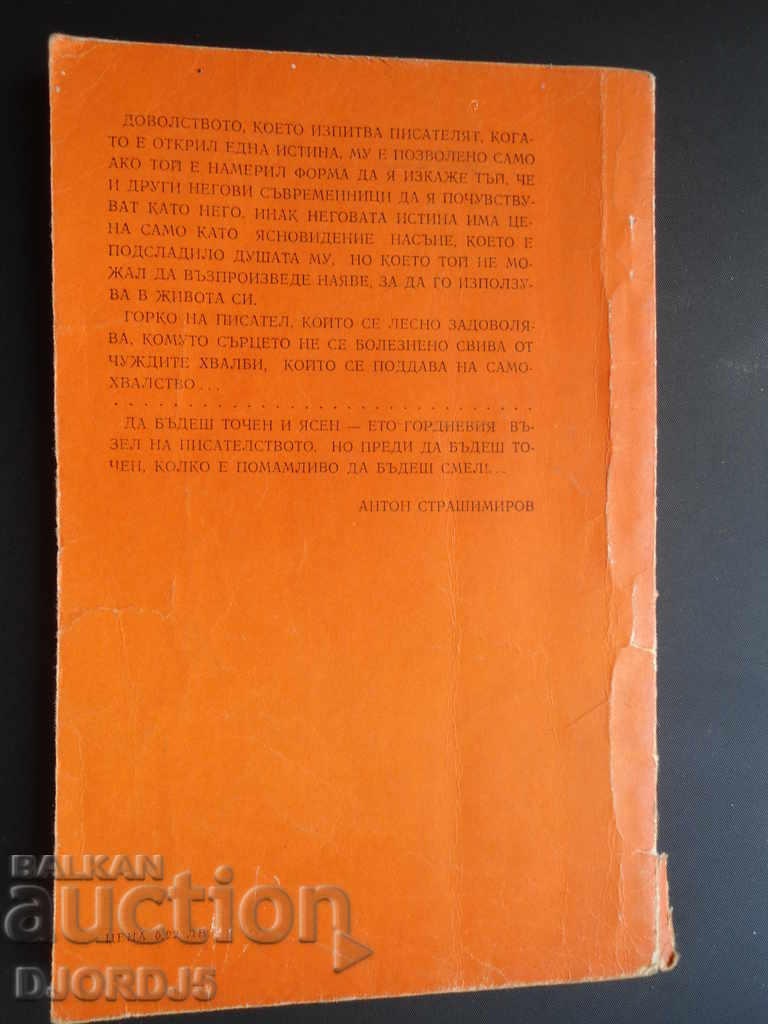 ДОВОЛСТВОТО, КОЕТО ИЗПИТВА ПИСАТЕЛЯТ, КОГА-
ТО Е ОТКРИЛ ЕДНА ИСТИНА, МУ Е ПОЗВОЛЕНО САМО
АКО ТОЙ Е НАМЕРИЛ ФОРМА ДА Я ИЗКАЖЕ ТЪЙ, ЧЕ
И ДРУГИ НЕГОВИ СЪВРЕМЕННИЦИ ДА Я ПОЧУВСТВУ-
ВАТ КАТО НЕГО. ИНАК НЕГОВАТА ИСТИНА ИМА ЦЕ-
НА САМО КАТО ЯСНОВИДЕНИЕ НАСЪНЕ, КОЕТО Е
ПОДСЛАДИЛО ДУШАТА МУ, НО КОЕТО ТОЙ НЕ МО-
ЖАЛ ДА ВЪЗПРОИЗВЕДЕ НАЯВЕ, ЗА ДА ГО ИЗПОЛЗУ-
ВА В ЖИВОТА СИ.
ГОРКО НА ПИСАТЕЛ, КОЙТО СЕ ЛЕСНО ЗАДОВОЛЯ-
ВА, КОМУТО СЪРЦЕТО НЕ СЕ БОЛЕЗНЕНО СВИВА ОТ
ЧУЖДИТЕ ХВАЛБИ, КОЙТО СЕ ПОДДАВА НА САМО-
ХВАЛСТВО...
. . . . . . . . . . . . . . . . . . . . . . . . . . . . . . . .
ДА БЪДЕШ ТОЧЕН И ЯСЕН — ЕТО ГОРДИЕВИЯ ВЪ-
ЗЕЛ НА ПИСАТЕЛСТВОТО. НО ПРЕДИ ДА БЪДЕШ ТО-
ЧЕН, КОЛКО Е ПОМАМЛИВО ДА БЪДЕШ СМЕЛ!...
АНТОН СТРАШИМИРОВ
BALKAN
auction
ЦЕНА ЛВ.
DJORDJ5